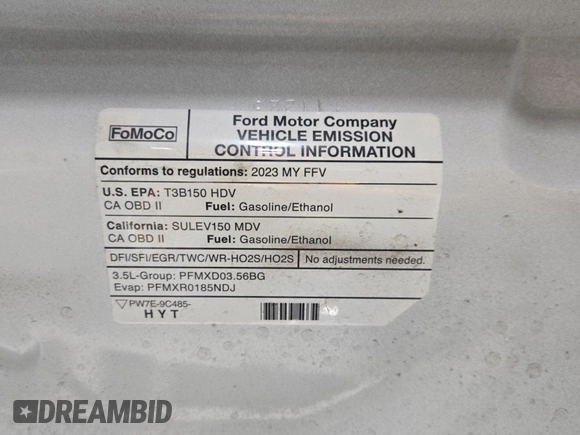 FoMoCo
Ford Motor Company
VEHICLE EMISSION
CONTROL INFORMATION
Conforms to regulations: 2023 MY FFV
U.S. EPA: T3B150 HDV
CA OBD II Fuel: Gasoline/Ethanol
California: SULEV150 MDV
CA OBD II Fuel: Gasoline/Ethanol
DFI/SFI/EGR/TWC/WR-HO2S/HO2S No adjustments needed.
3.5L-Group: PFMXD03.56BG
Evap: PFMXR0185NDJ
PW7E-9C485-
HYT
DREAMBID